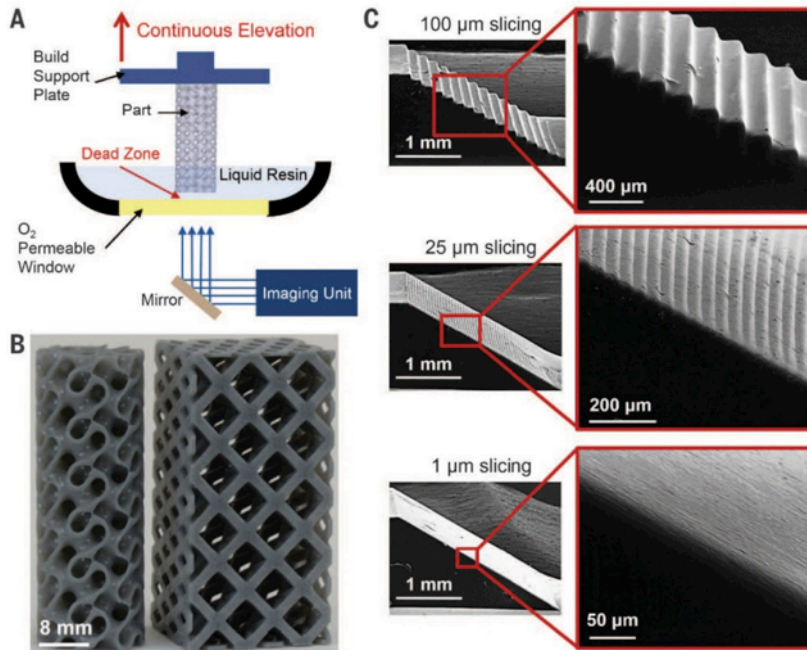 A
Continuous Elevation
Build
Support
Plate
Part
Dead Zone
Liquid Resin
O₂
Permeable
Window
Mirror
Imaging Unit
B
8 mm
C
100 µm slicing
1 mm
400 µm
25 µm slicing
1 mm
200 µm
1 µm slicing
1 mm
50 µm